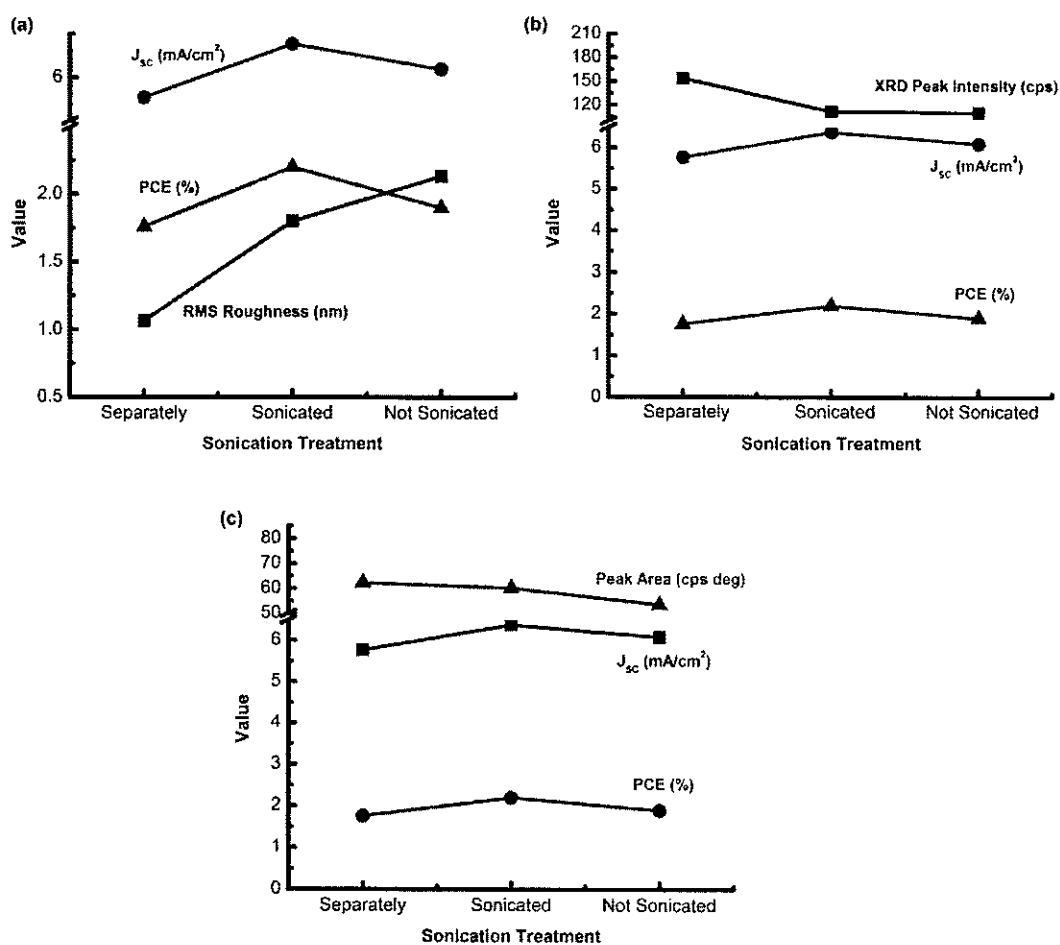 (a)
J_sc (mA/cm²)
6
PCE (%)
2.0
Value
1.5
RMS Roughness (nm)
1.0
0.5
Separately Sonicated Not Sonicated
Sonication Treatment
(b)
210
180
150
120
XRD Peak Intensity (cps)
6
J_sc (mA/cm²)
5
4
Value
3
2
PCE (%)
1
0
Separately Sonicated Not Sonicated
Sonication Treatment
(c)
80
70
60
50
Peak Area (cps deg)
6
J_sc (mA/cm²)
5
4
Value
3
2
PCE (%)
1
0
Separately Sonicated Not Sonicated
Sonication Treatment